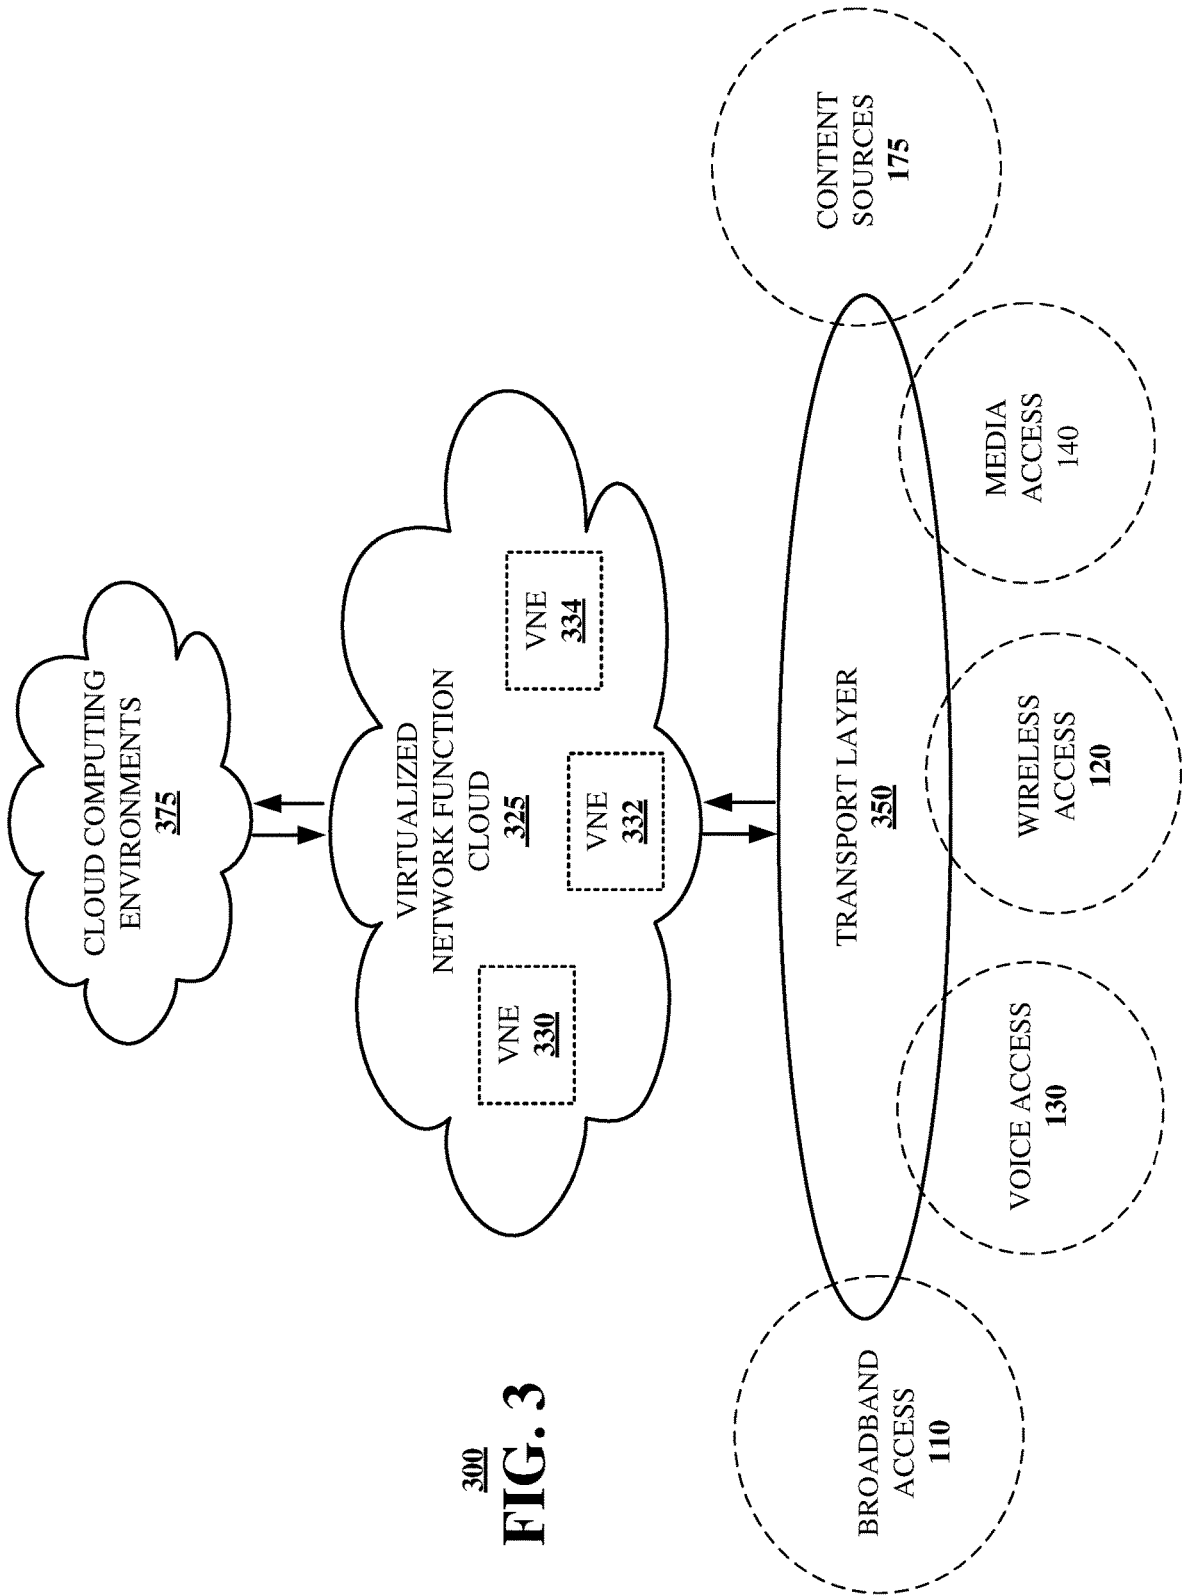 CLOUD COMPUTING
ENVIRONMENTS
375
VIRTUALIZED
NETWORK FUNCTION
CLOUD
325
VNE
330
VNE
332
VNE
334
TRANSPORT LAYER
350
BROADBAND
ACCESS
110
VOICE ACCESS
130
WIRELESS
ACCESS
120
MEDIA
ACCESS
140
CONTENT
SOURCES
175
300
FIG. 3